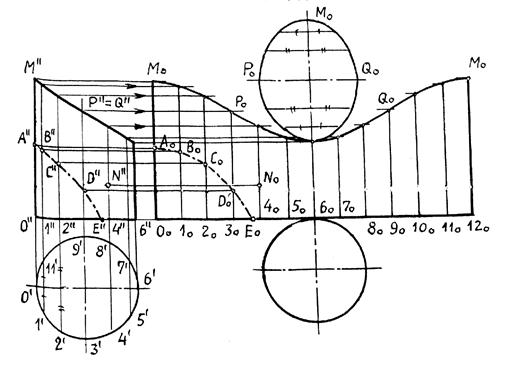 M₀
M" M₀ P₀ Q₀ M₀
P"=Q" P₀ Q₀
A" B" A₀ B₀
C" D" N" C₀ N₀
D₀
0" 1" 2" E" 4" 6" 0₀ 1₀ 2₀ 3₀ E₀ 4₀ 5₀ 6₀ 7₀ 8₀ 9₀ 10₀ 11₀ 12₀
11' 9' 8' 7' 6'
0'
1' 2' 3' 4' 5'